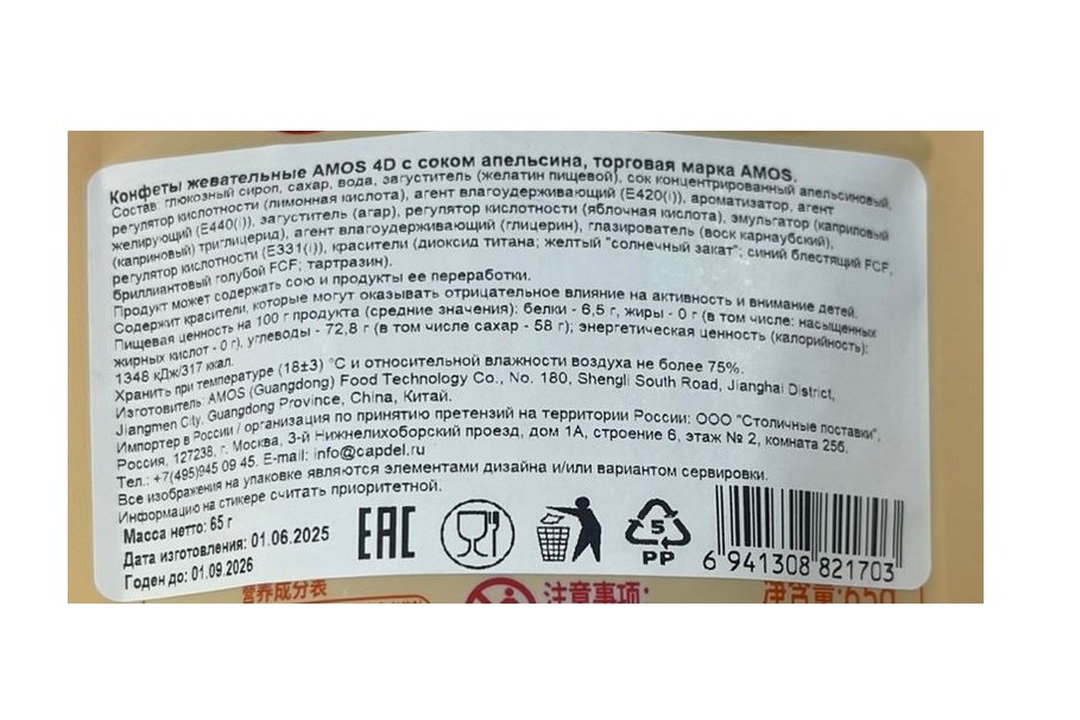 Конфеты жевательные AMOS 4D с соком апельсина, торговая марка AMOS.
Состав: глюкозный сироп, сахар, вода, загуститель (желатин пищевой), сок концентрированный апельсиновый,
регулятор кислотности (лимонная кислота), агент влагоудерживающий (E420(i)), ароматизатор, агент
желирующий (E440(i)), загуститель (агар), регулятор кислотности (яблочная кислота), эмульгатор (каприловый
(каприновый) триглицерид), агент влагоудерживающий (глицерин), глазирователь (воск карнаубский),
регулятор кислотности (E331(i)), красители (диоксид титана; желтый "солнечный закат"; синий блестящий FCF,
бриллиантовый голубой FCF; тартразин).
Продукт может содержать сою и продукты ее переработки.
Содержит красители, которые могут оказывать отрицательное влияние на активность и внимание детей.
Пищевая ценность на 100 г продукта (средние значения): белки - 6,5 г, жиры - 0 г (в том числе: насыщенных
жирных кислот - 0 г), углеводы - 72,8 г (в том числе сахар - 58 г); энергетическая ценность (калорийность):
1348 кДж/317 ккал.
Хранить при температуре (18±3) °С и относительной влажности воздуха не более 75%.
Изготовитель: AMOS (Guangdong) Food Technology Co., No. 180, Shengli South Road, Jianghai District,
Jiangmen City, Guangdong Province, China, Китай.
Импортер в России / организация по принятию претензий на территории России: ООО "Столичные поставки",
Россия, 127238, г. Москва, 3-й Нижнелихоборский проезд, дом 1А, строение 6, этаж № 2, комната 25б.
Тел.: +7(495)945 09 45. E-mail: info@capdel.ru
Все изображения на упаковке являются элементами дизайна и/или вариантом сервировки.
Информацию на стикере считать приоритетной.
Масса нетто: 65 г
Дата изготовления: 01.06.2025
Годен до: 01.09.2026
EAC
5
PP
6 941308 821703
营养成分表
注意事项:
净含量:65g